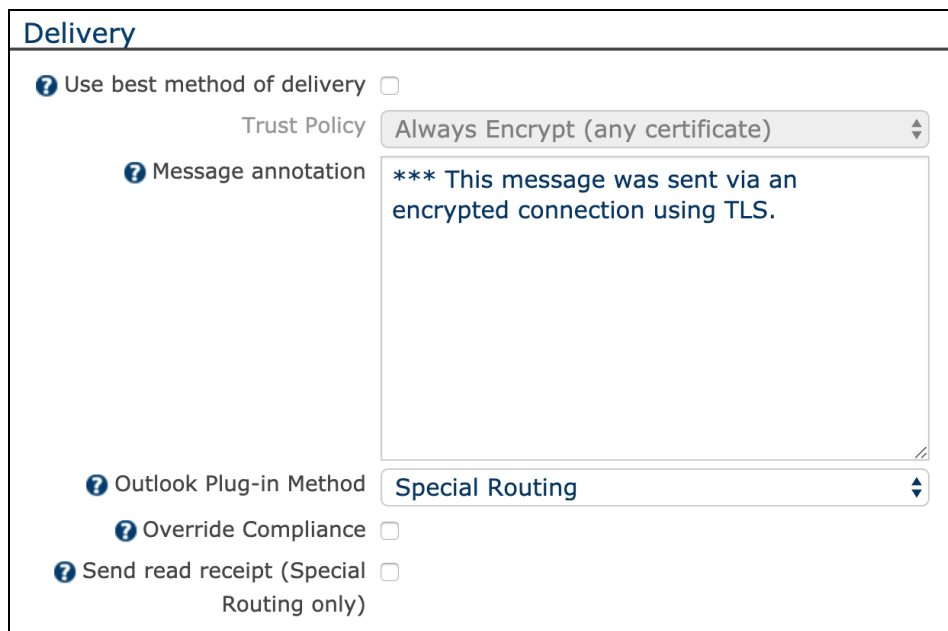 Delivery
? Use best method of delivery
Trust Policy Always Encrypt (any certificate)
? Message annotation *** This message was sent via an
encrypted connection using TLS.
? Outlook Plug-in Method Special Routing
? Override Compliance
? Send read receipt (Special
Routing only)